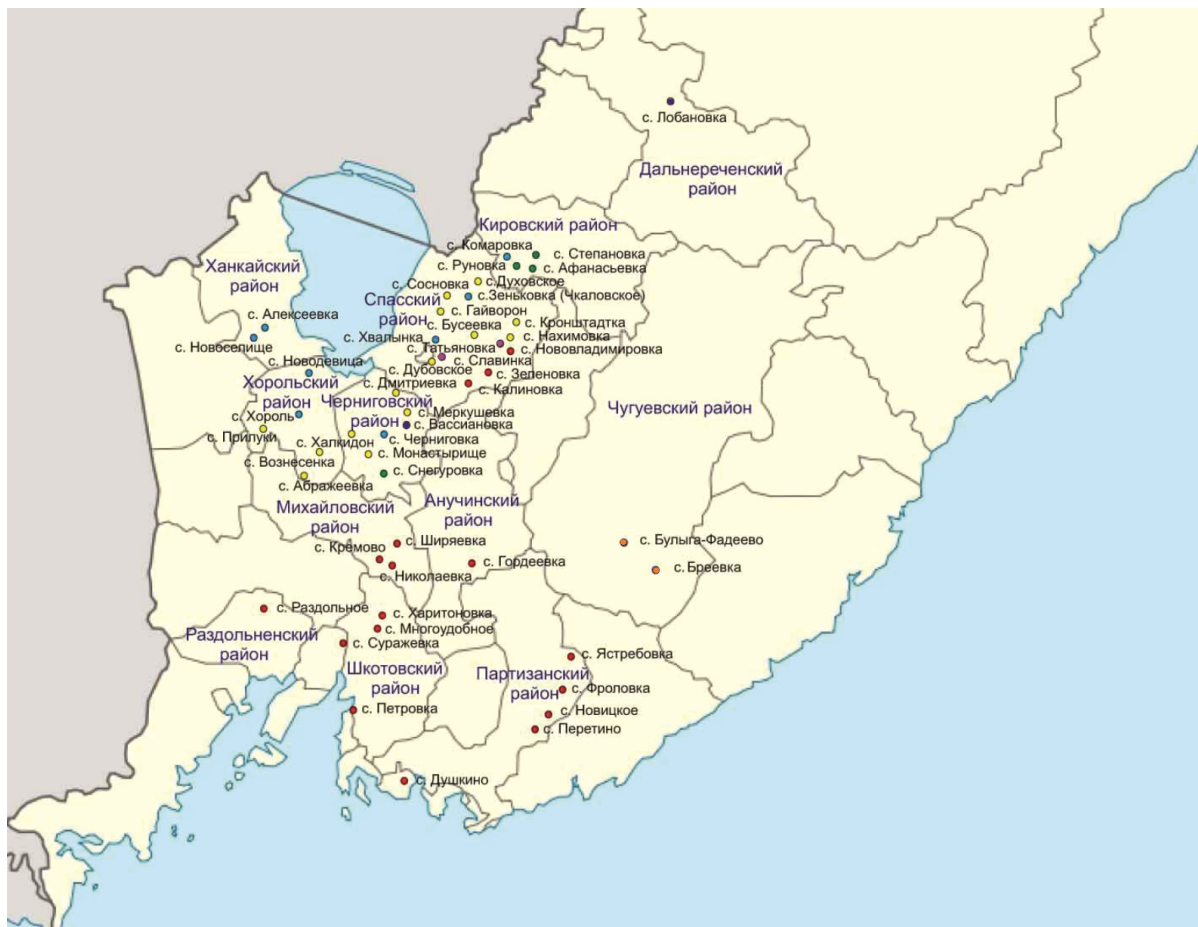 с. Лобановка
Дальнереченский
район
Кировский район
с. Комаровка
с. Степановка
с. Руновка
с. Афанасьевка
Ханкайский
район
с. Сосновка
с.Духовское
с.Зеньковка (Чкаловское)
Спасский
район
с. Гайворон
с. Алексеевка
с. Бусеевка
с. Кронштадтка
с. Хвалынка
с. Нахимовка
с. Новоселище
с. Татьяновка
с. Нововладимировка
с. Новодевица
с. Славинка
с. Дубовское
с. Зеленовка
Хорольский
район
с. Дмитриевка
с. Калиновка
Черниговский
район
Чугуевский район
с. Хороль
с. Меркушевка
с. Вассиановка
с. Прилуки
с. Халкидон
с. Черниговка
с. Монастырище
с. Вознесенка
с. Снегуровка
с. Абражеевка
Михайловский
район
Анучинский
район
с. Ширяевка
с. Булыга-Фадеево
с. Кремово
с. Гордеевка
с. Бреевка
с. Николаевка
с. Раздольное
с. Харитоновка
с. Многоудобное
Раздольненский
район
с. Суражевка
с. Ястребовка
Шкотовский
район
Партизанский
район
с. Фроловка
с. Петровка
с. Новицкое
с. Перетино
с. Душкино